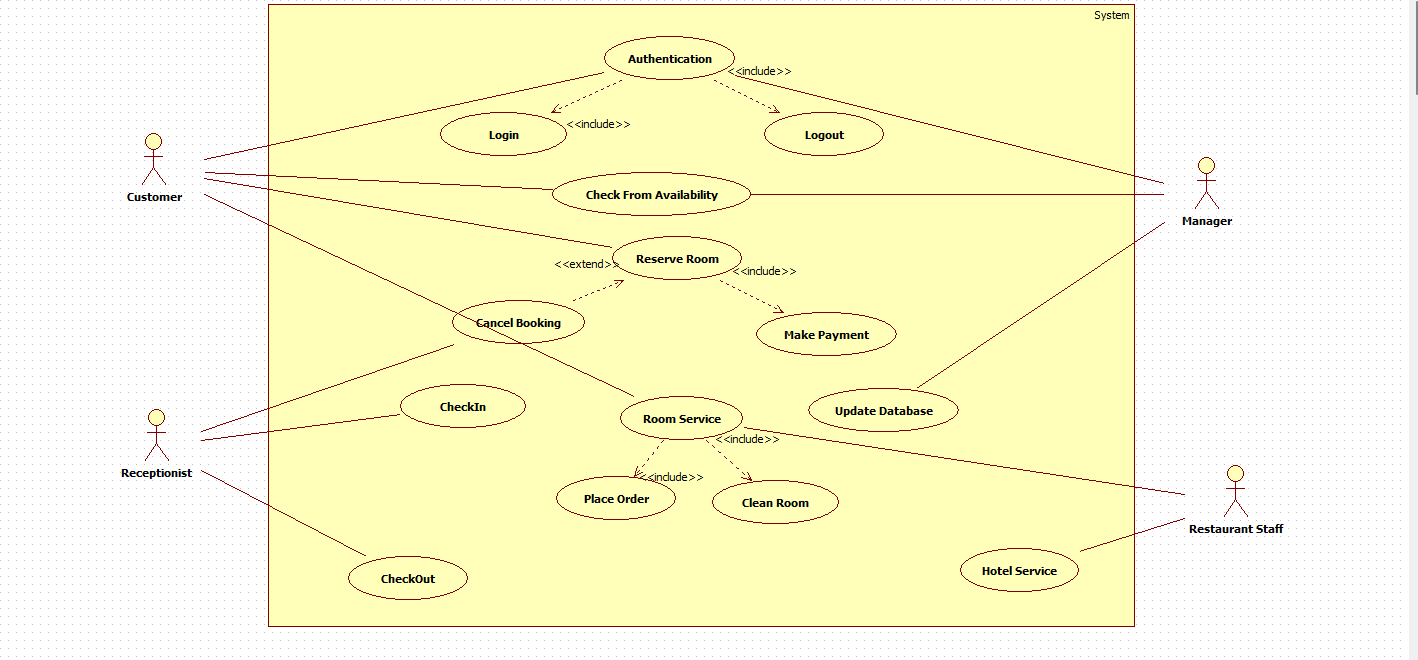 System
Authentication
<<include>>
<<include>>
Login
Logout
Customer
Check From Availability
Manager
Reserve Room
<<extend>>
<<include>>
Cancel Booking
Make Payment
CheckIn
Room Service
Update Database
<<include>>
Receptionist
<<include>>
Place Order
Clean Room
Restaurant Staff
CheckOut
Hotel Service